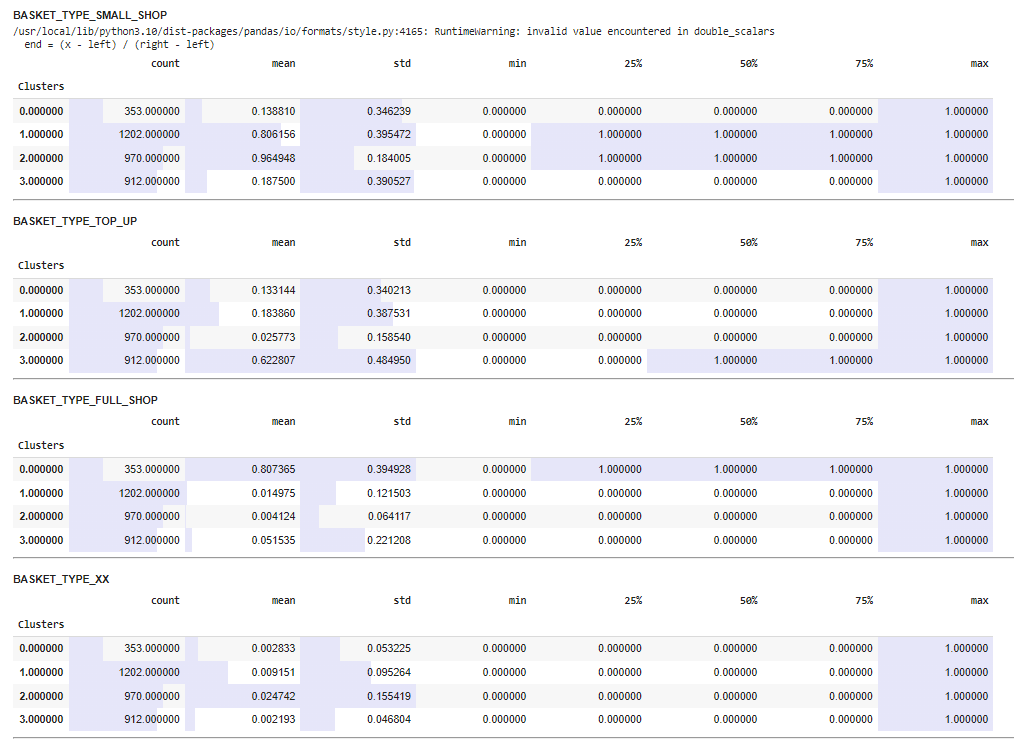 BASKET_TYPE_SMALL_SHOP
/usr/local/lib/python3.10/dist-packages/pandas/io/formats/style.py:4165: RuntimeWarning: invalid value encountered in double_scalars
end = (x - left) / (right - left)
count mean std min 25% 50% 75% max
Clusters
0.000000 353.000000 0.138810 0.346239 0.000000 0.000000 0.000000 0.000000 1.000000
1.000000 1202.000000 0.806156 0.395472 0.000000 1.000000 1.000000 1.000000 1.000000
2.000000 970.000000 0.964948 0.184005 0.000000 1.000000 1.000000 1.000000 1.000000
3.000000 912.000000 0.187500 0.390527 0.000000 0.000000 0.000000 0.000000 1.000000
BASKET_TYPE_TOP_UP
count mean std min 25% 50% 75% max
Clusters
0.000000 353.000000 0.133144 0.340213 0.000000 0.000000 0.000000 0.000000 1.000000
1.000000 1202.000000 0.183860 0.387531 0.000000 0.000000 0.000000 0.000000 1.000000
2.000000 970.000000 0.025773 0.158540 0.000000 0.000000 0.000000 0.000000 1.000000
3.000000 912.000000 0.622807 0.484950 0.000000 0.000000 1.000000 1.000000 1.000000
BASKET_TYPE_FULL_SHOP
count mean std min 25% 50% 75% max
Clusters
0.000000 353.000000 0.807365 0.394928 0.000000 1.000000 1.000000 1.000000 1.000000
1.000000 1202.000000 0.014975 0.121503 0.000000 0.000000 0.000000 0.000000 1.000000
2.000000 970.000000 0.004124 0.064117 0.000000 0.000000 0.000000 0.000000 1.000000
3.000000 912.000000 0.051535 0.221208 0.000000 0.000000 0.000000 0.000000 1.000000
BASKET_TYPE_XX
count mean std min 25% 50% 75% max
Clusters
0.000000 353.000000 0.002833 0.053225 0.000000 0.000000 0.000000 0.000000 1.000000
1.000000 1202.000000 0.009151 0.095264 0.000000 0.000000 0.000000 0.000000 1.000000
2.000000 970.000000 0.024742 0.155419 0.000000 0.000000 0.000000 0.000000 1.000000
3.000000 912.000000 0.002193 0.046804 0.000000 0.000000 0.000000 0.000000 1.000000